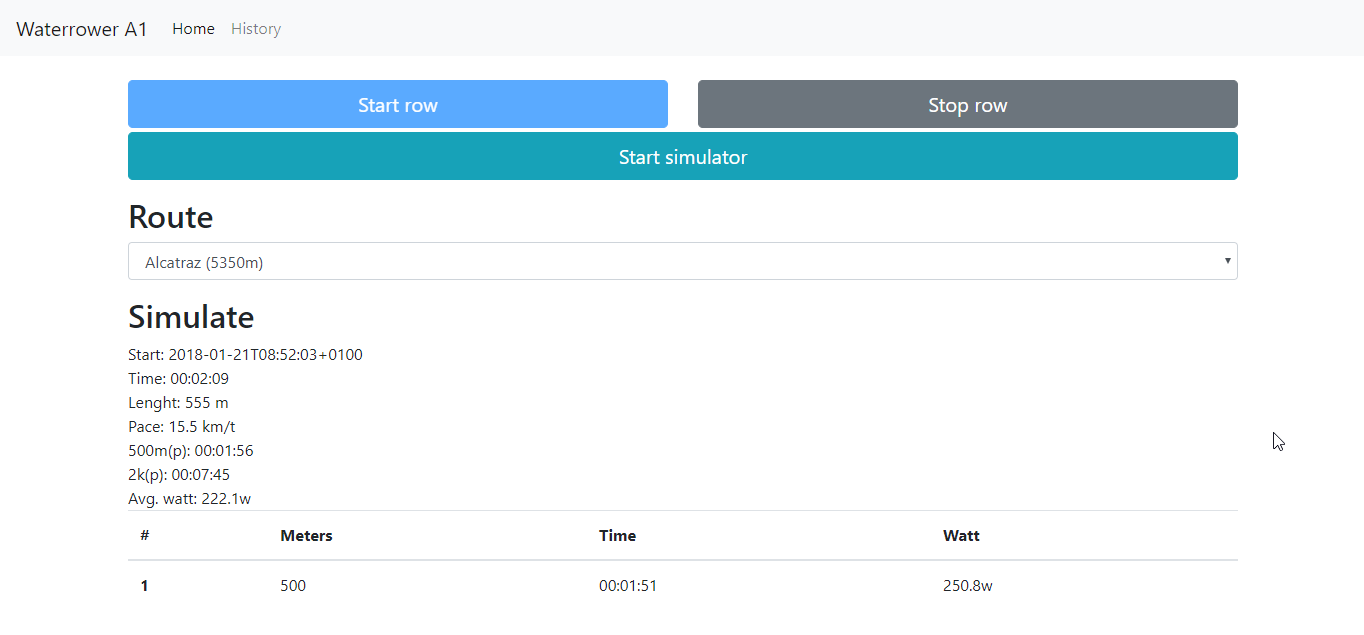 Waterrower A1 Home History
Start row Stop row
Start simulator
Route
Alcatraz (5350m)
Simulate
Start: 2018-01-21T08:52:03+0100
Time: 00:02:09
Lenght: 555 m
Pace: 15.5 km/t
500m(p): 00:01:56
2k(p): 00:07:45
Avg. watt: 222.1w
# Meters Time Watt
1 500 00:01:51 250.8w